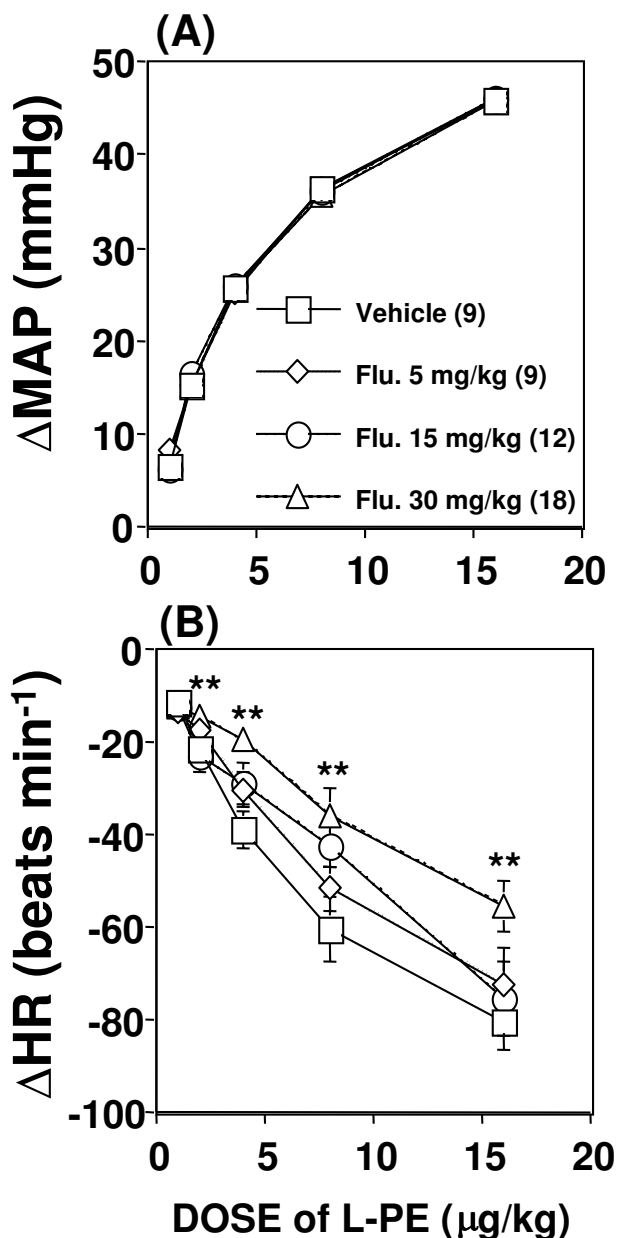 (A)
50
40
30
20
10
0
ΔMAP (mmHg)
Vehicle (9)
Flu. 5 mg/kg (9)
Flu. 15 mg/kg (12)
Flu. 30 mg/kg (18)
0 5 10 15 20
(B)
0
-20
-40
-60
-80
-100
ΔHR (beats min-1)
**
**
**
**
0 5 10 15 20
DOSE of L-PE (μg/kg)